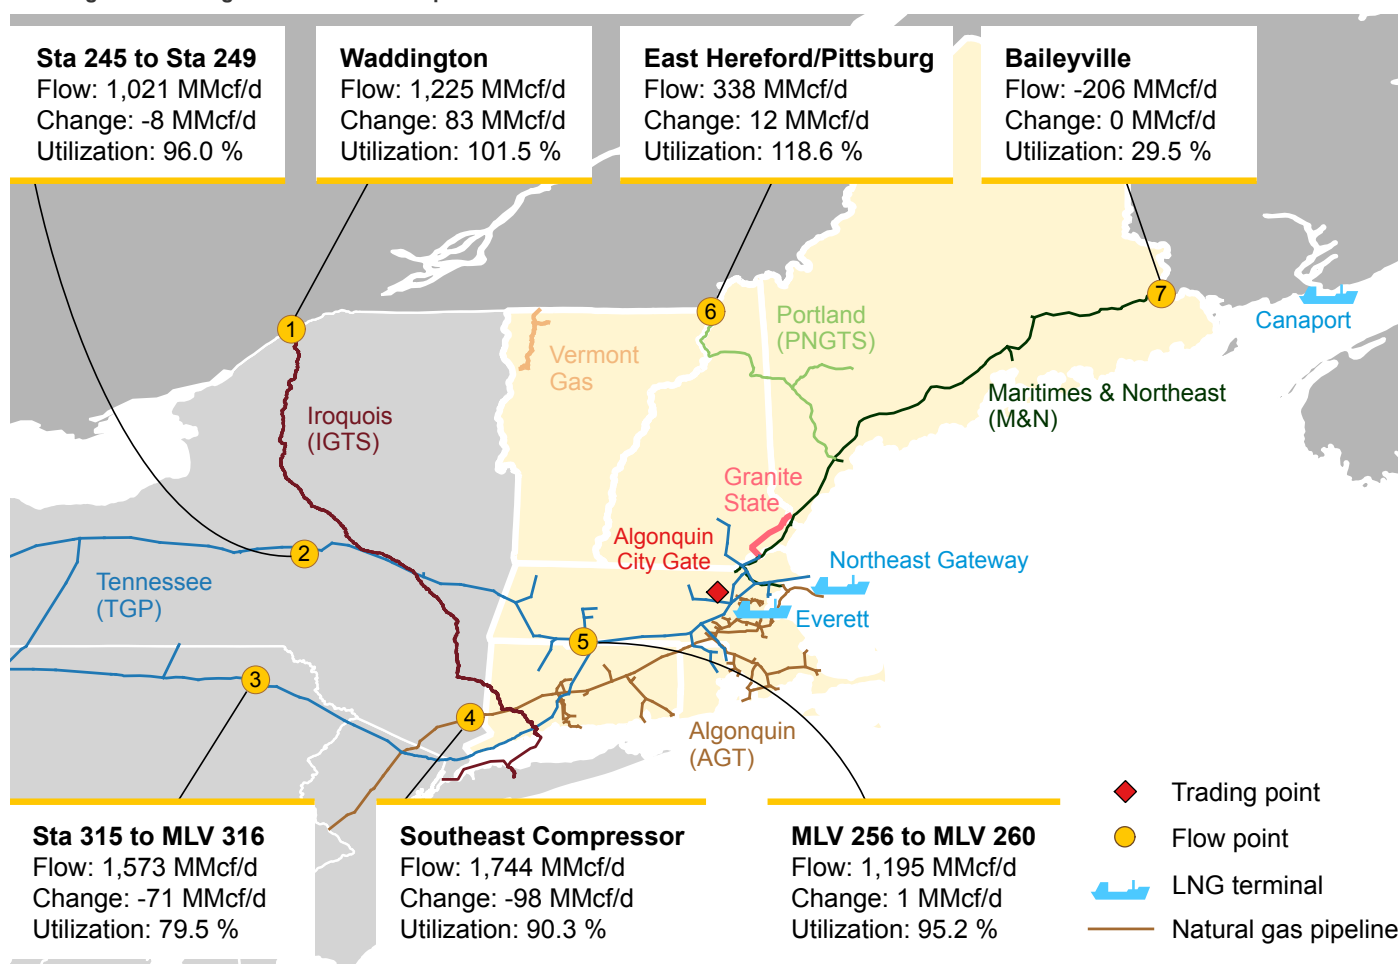 Sta 245 to Sta 249
Flow: 1,021 MMcf/d
Change: -8 MMcf/d
Utilization: 96.0 %
Waddington
Flow: 1,225 MMcf/d
Change: 83 MMcf/d
Utilization: 101.5 %
East Hereford/Pittsburg
Flow: 338 MMcf/d
Change: 12 MMcf/d
Utilization: 118.6 %
Baileyville
Flow: -206 MMcf/d
Change: 0 MMcf/d
Utilization: 29.5 %
7
6
1
Canaport
Portland
(PNGTS)
Vermont
Gas
Maritimes & Northeast
(M&N)
Iroquois
(IGTS)
Granite
State
Algonquin
City Gate
2
Northeast Gateway
Tennessee
(TGP)
Everett
5
3
4
Algonquin
(AGT)
Sta 315 to MLV 316
Flow: 1,573 MMcf/d
Change: -71 MMcf/d
Utilization: 79.5 %
Southeast Compressor
Flow: 1,744 MMcf/d
Change: -98 MMcf/d
Utilization: 90.3 %
MLV 256 to MLV 260
Flow: 1,195 MMcf/d
Change: 1 MMcf/d
Utilization: 95.2 %
Trading point
Flow point
LNG terminal
Natural gas pipeline